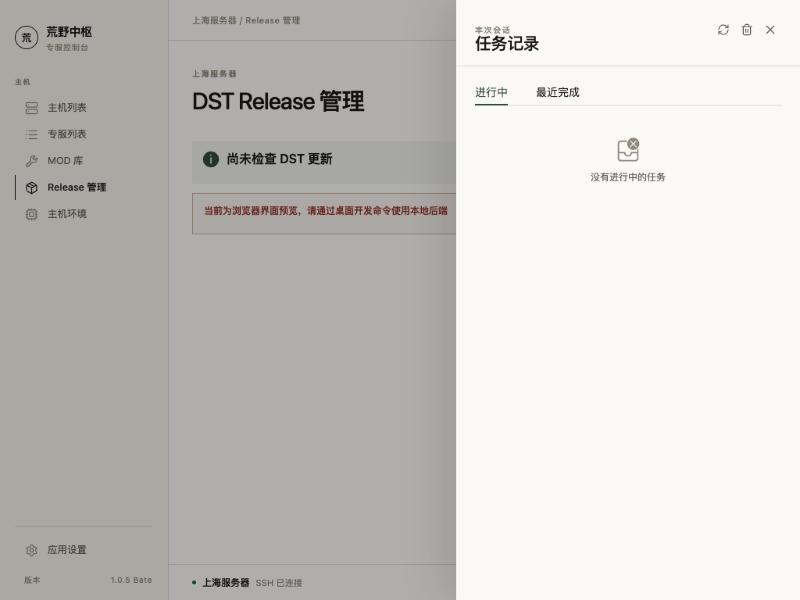 荒
荒野中枢
专服控制台
主机
主机列表
专服列表
MOD 库
Release 管理
主机环境
应用设置
版本
1.0.5 Bate
上海服务器 / Release 管理
上海服务器
DST Release 管理
尚未检查 DST 更新
当前为浏览器界面预览，请通过桌面开发命令使用本地后端
上海服务器 SSH 已连接
本次会话
任务记录
进行中 最近完成
没有进行中的任务